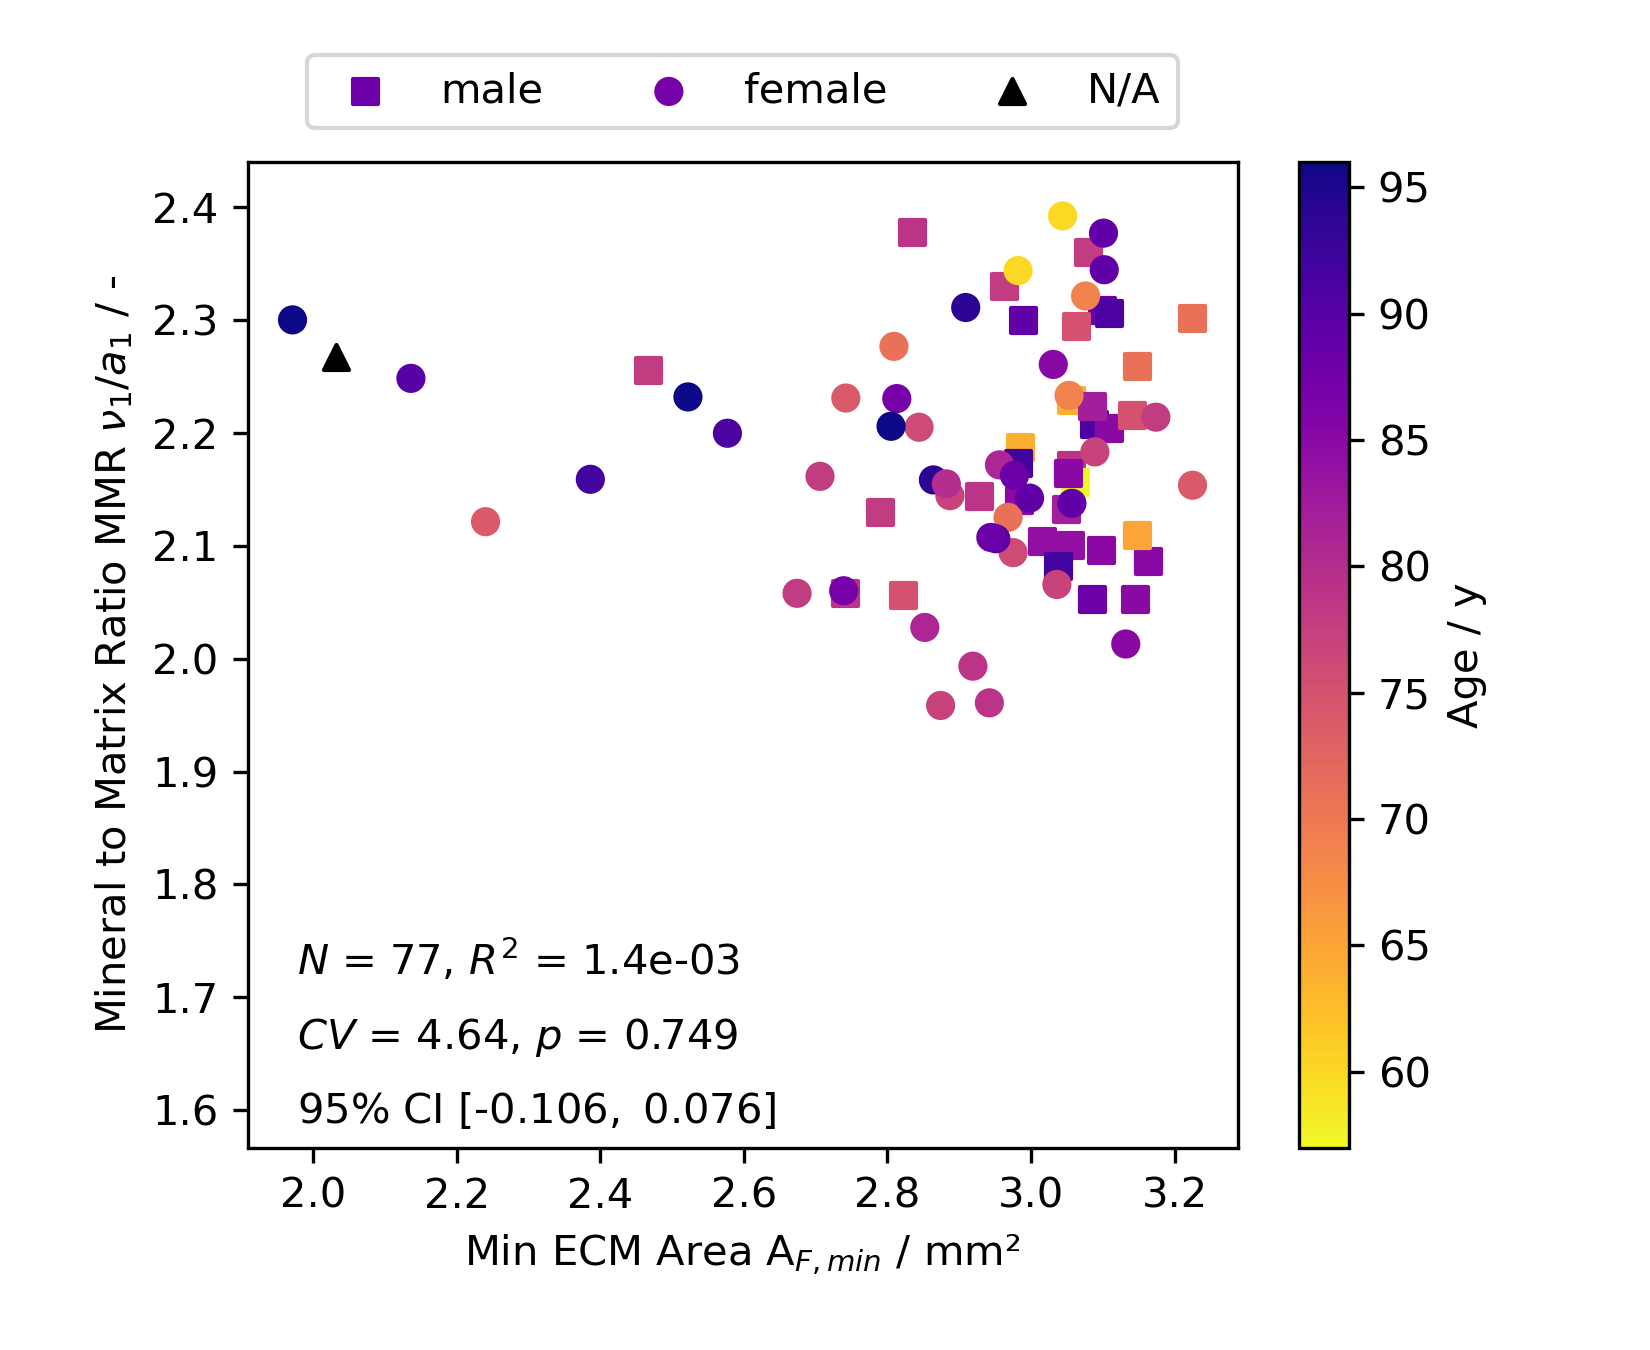 male female N/A
2.4
2.3
2.2
2.1
2.0
1.9
1.8
1.7
1.6
Mineral to Matrix Ratio MMR ν₁/a₁ / -
N = 77, R² = 1.4e-03
CV = 4.64, p = 0.749
95% CI [-0.106, 0.076]
2.0 2.2 2.4 2.6 2.8 3.0 3.2
Min ECM Area A_F,min / mm²
95
90
85
80
75
70
65
60
Age / y